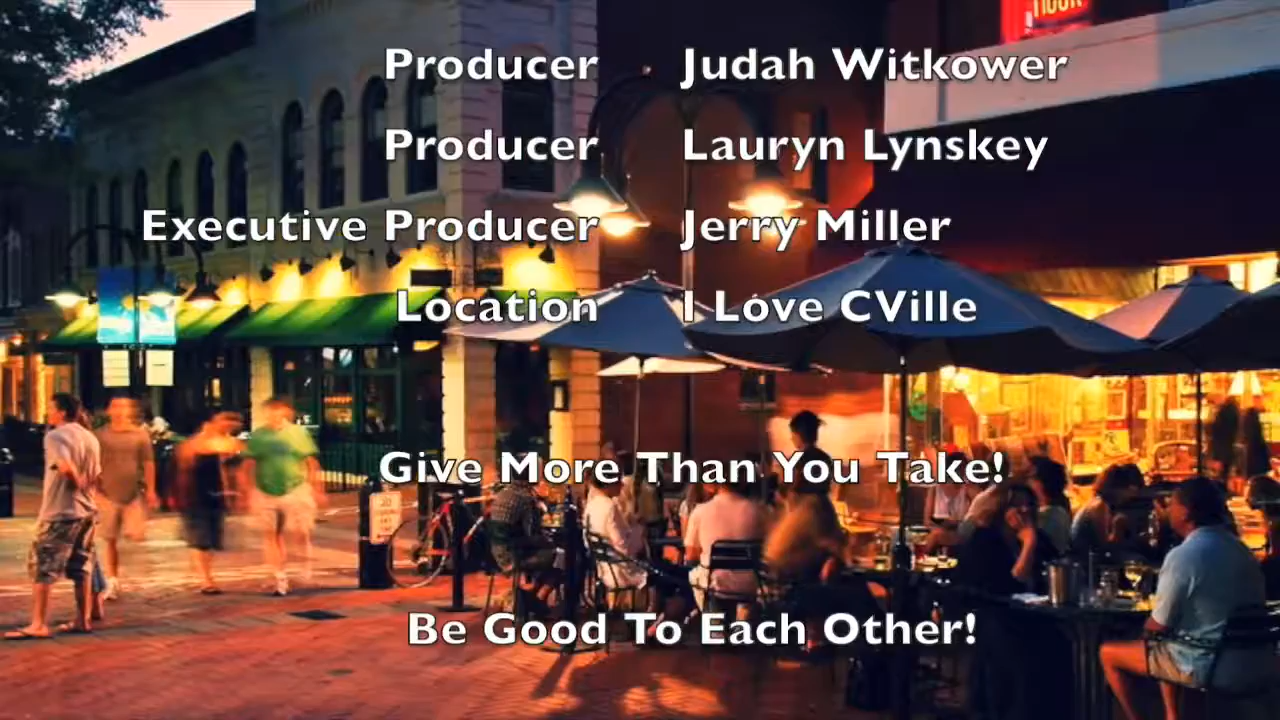 HOUR
Producer Judah Witkower
Producer Lauryn Lynskey
Executive Producer Jerry Miller
Location I Love CVille
Give More Than You Take!
Be Good To Each Other!